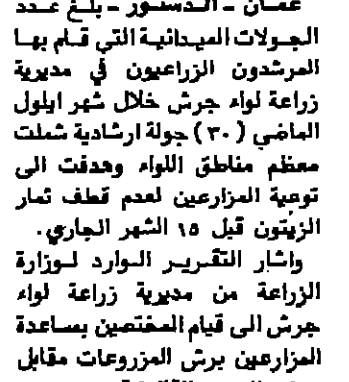 عمان - الدستور - بلغ عدد
الجولات الميدانية التي قام بها
المرشدون الزراعيون في مديرية
زراعة لواء جرش خلال شهر ايلول
الماضي (٣٠) جولة ارشادية شملت
معظم مناطق اللواء وهدفت الى
توعية المزارعين لعدم قطف ثمار
الزيتون قبل ١٥ الشهر الجاري.
واشار التقرير الوارد لوزارة
الزراعة من مديرية زراعة لواء
جرش الى قيام المختصين بمساعدة
المزارعين برش المزروعات مقابل